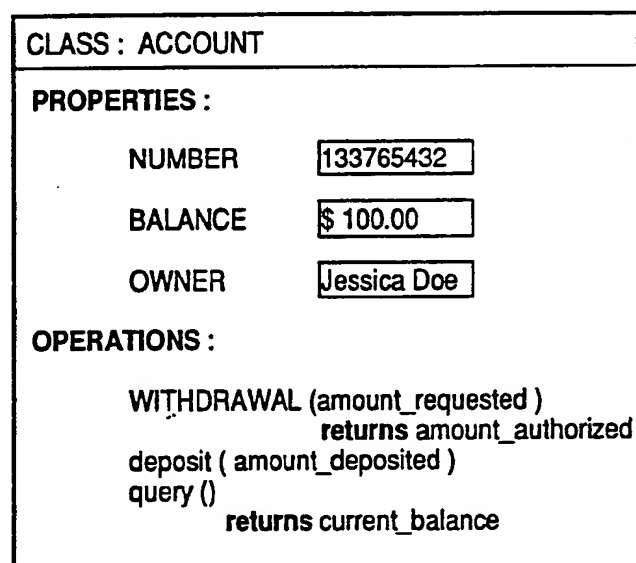 CLASS : ACCOUNT
PROPERTIES :
NUMBER 133765432
BALANCE $ 100.00
OWNER Jessica Doe
OPERATIONS :
WITHDRAWAL (amount_requested )
returns amount_authorized
deposit ( amount_deposited )
query ()
returns current_balance